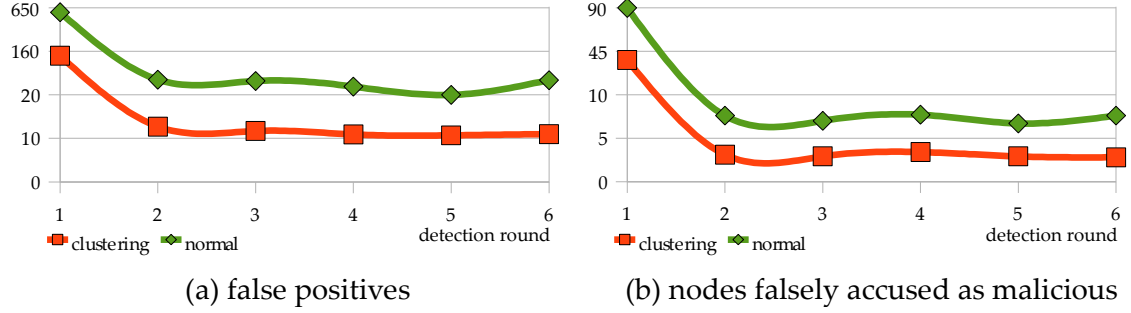 650
160
20
10
0
1 2 3 4 5 6
clustering normal
detection round
(a) false positives
90
45
10
5
0
1 2 3 4 5 6
clustering normal
detection round
(b) nodes falsely accused as malicious